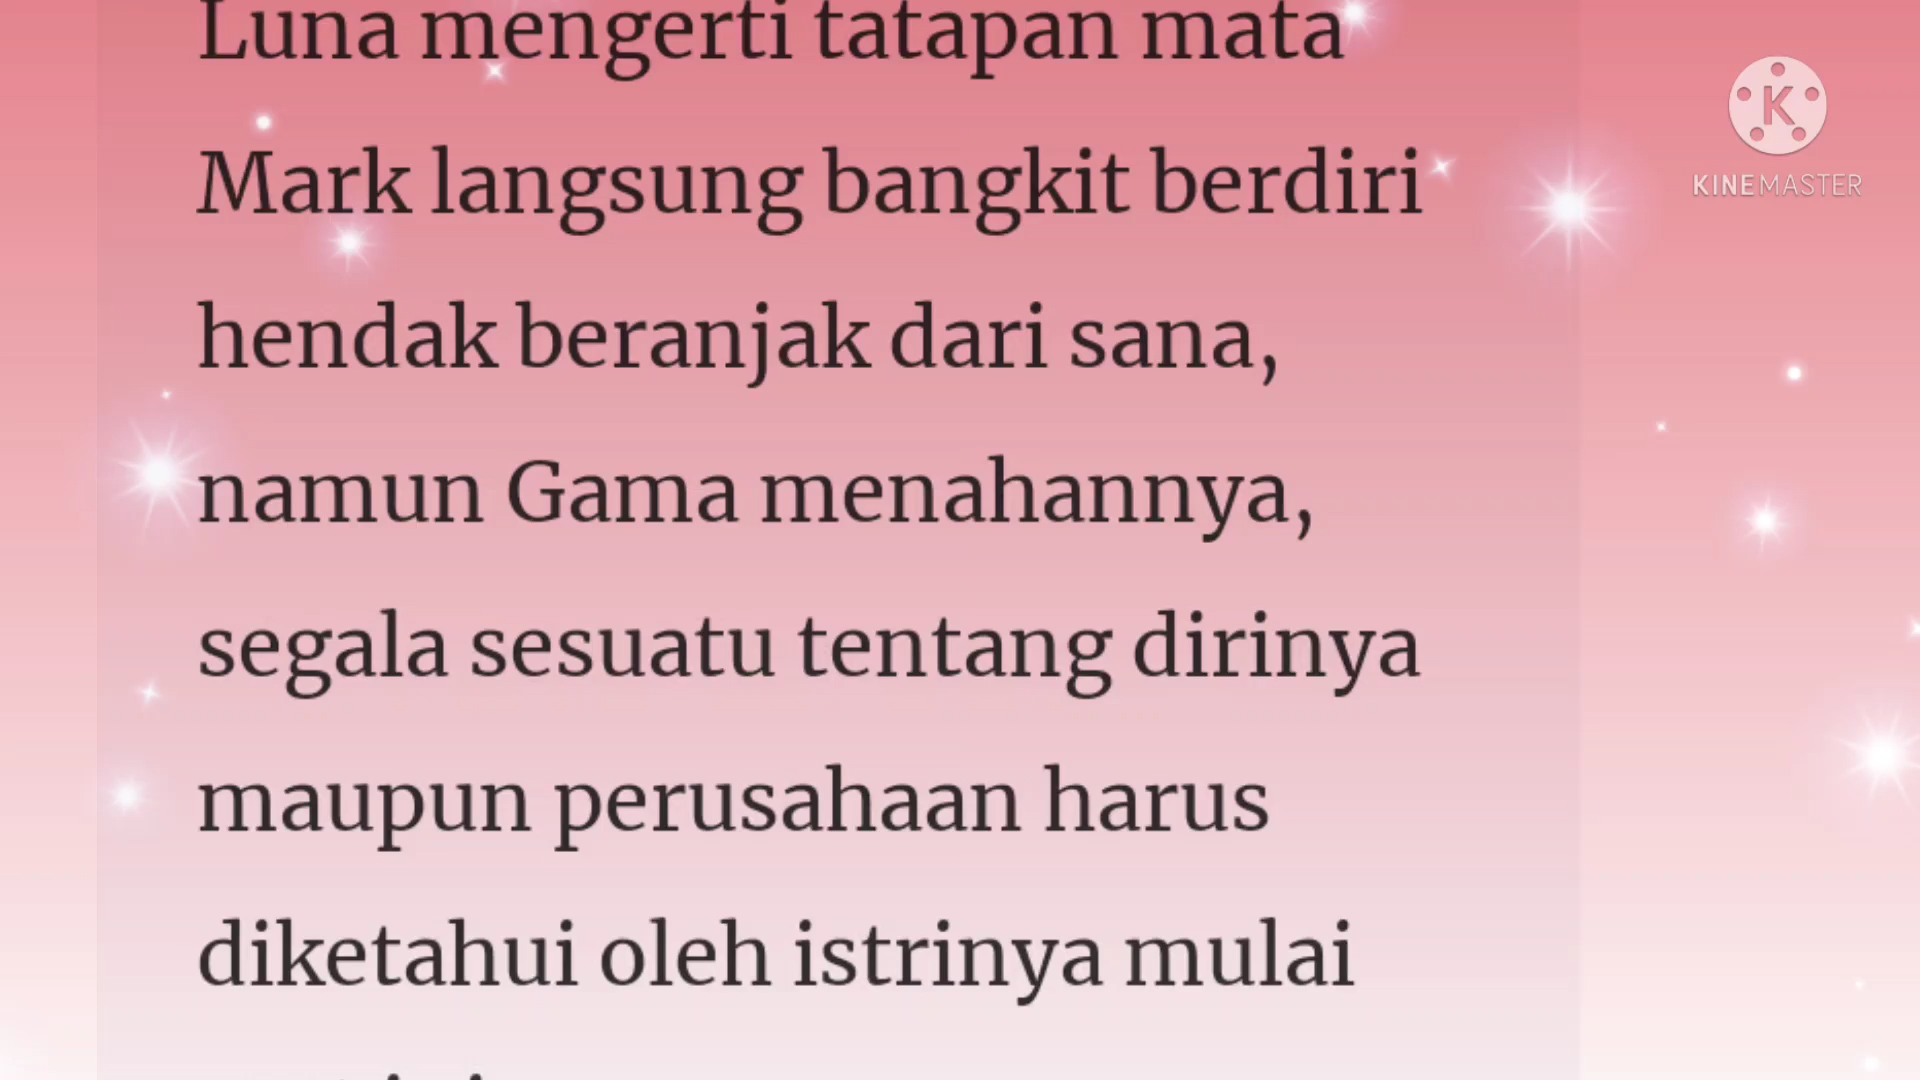 Luna mengerti tatapan mata
Mark langsung bangkit berdiri
hendak beranjak dari sana,
namun Gama menahannya,
segala sesuatu tentang dirinya
maupun perusahaan harus
diketahui oleh istrinya mulai
K
KINEMASTER